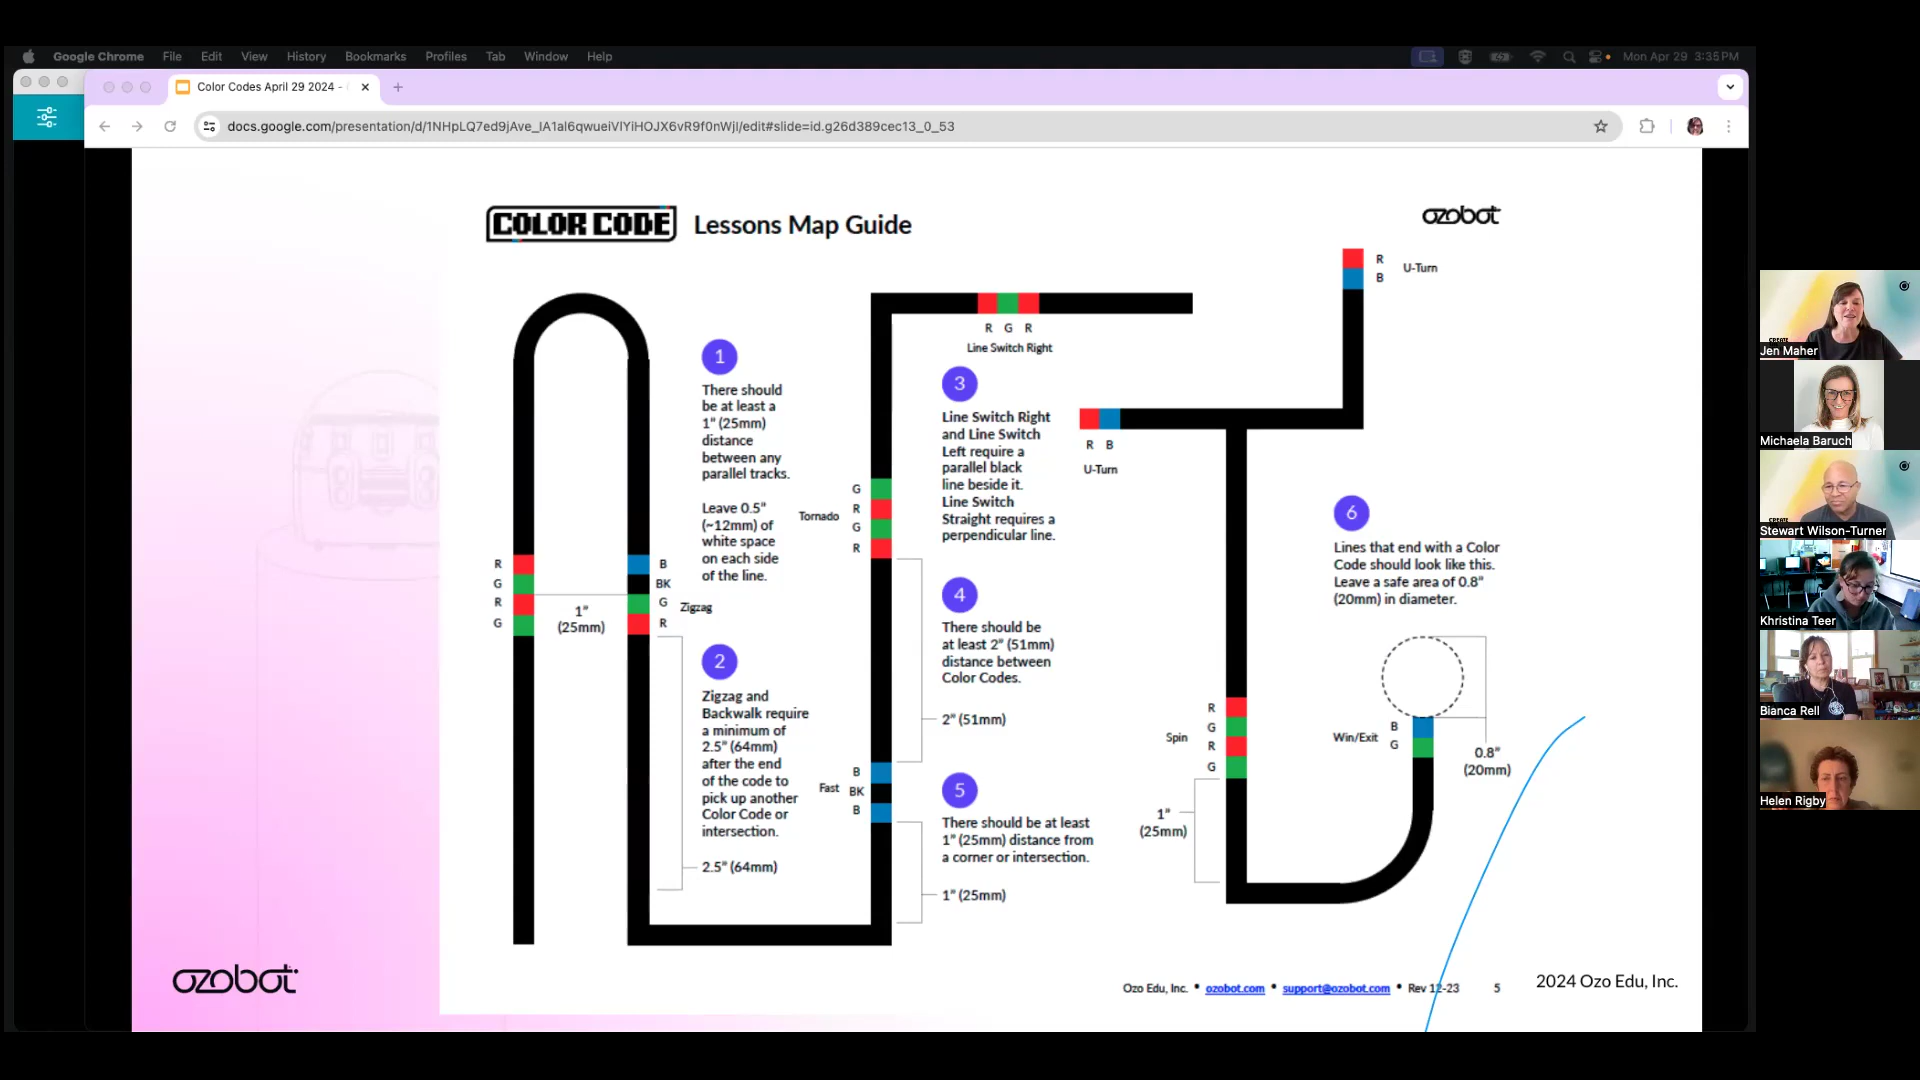 Google Chrome File Edit View History Bookmarks Profiles Tab Window Help Mon Apr 29 3:35 PM
Color Codes April 29 2024 -
docs.google.com/presentation/d/1NHpLQ7ed9jAve_IA1al6qwueiVlYiHOJX6vR9f0nWjI/edit#slide=id.g26d389cec13_0_53
COLOR CODE Lessons Map Guide
ozobot
R
B
U-Turn
R G R
Line Switch Right
1
There should
be at least a
1" (25mm)
distance
between any
parallel tracks.
Leave 0.5"
(~12mm) of
white space
on each side
of the line.
R
G
R
G
1"
(25mm)
B
BK
G
R
Zigzag
2
Zigzag and
Backwalk require
a minimum of
2.5" (64mm)
after the end
of the code to
pick up another
Color Code or
intersection.
2.5" (64mm)
G
R
G
R
Tornado
B
BK
B
Fast
3
Line Switch Right
and Line Switch
Left require a
parallel black
line beside it.
Line Switch
Straight requires a
perpendicular line.
4
There should be
at least 2" (51mm)
distance between
Color Codes.
2" (51mm)
5
There should be at least
1" (25mm) distance from
a corner or intersection.
1" (25mm)
R B
U-Turn
R
G
R
G
Spin
1"
(25mm)
6
Lines that end with a Color
Code should look like this.
Leave a safe area of 0.8"
(20mm) in diameter.
Win/Exit
B
G
0.8"
(20mm)
ozobot
Ozo Edu, Inc. • ozobot.com • support@ozobot.com • Rev 12-23 5
2024 Ozo Edu, Inc.
Jen Maher
Michaela Baruch
Stewart Wilson-Turner
Khristina Teer
Bianca Rell
Helen Rigby